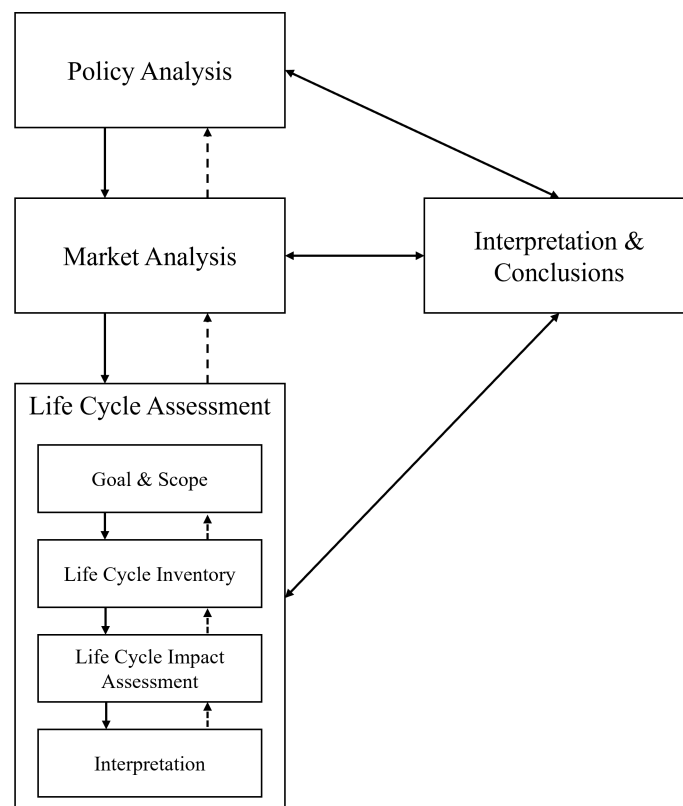 Policy Analysis
Market Analysis
Interpretation &
Conclusions
Life Cycle Assessment
Goal & Scope
Life Cycle Inventory
Life Cycle Impact
Assessment
Interpretation